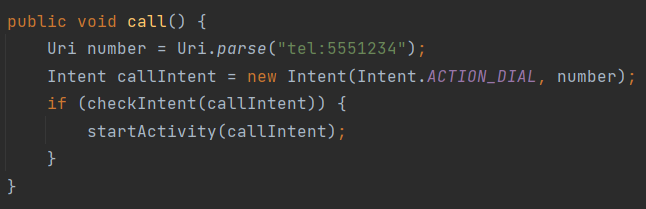 public void call() {
    Uri number = Uri.parse("tel:5551234");
    Intent callIntent = new Intent(Intent.ACTION_DIAL, number);
    if (checkIntent(callIntent)) {
        startActivity(callIntent);
    }
}